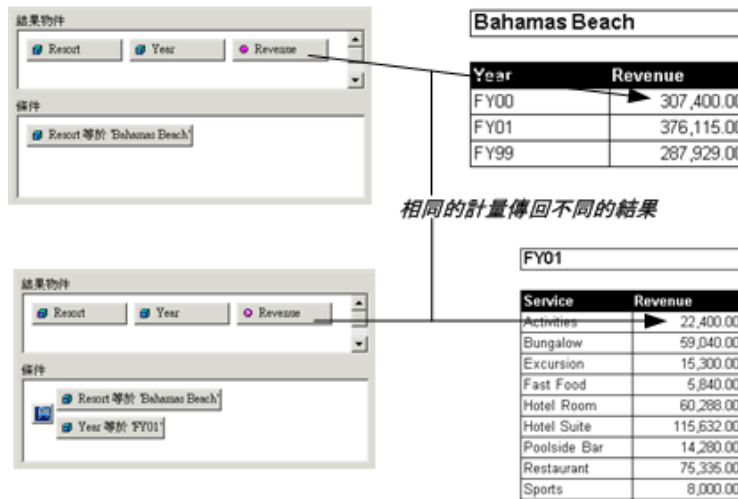 結果物件
Resort Year Revenue
條件
Resort 等於 'Bahamas Beach'
Bahamas Beach
Year Revenue
FY00 307,400.00
FY01 376,115.00
FY99 287,929.00
相同的計量傳回不同的結果
結果物件
Resort Year Revenue
條件
與
Resort 等於 'Bahamas Beach'
Year 等於 'FY01'
FY01
Service Revenue
Activities 22,400.00
Bungalow 59,040.00
Excursion 15,300.00
Fast Food 5,840.00
Hotel Room 60,288.00
Hotel Suite 115,632.00
Poolside Bar 14,280.00
Restaurant 75,335.00
Sports 8,000.00